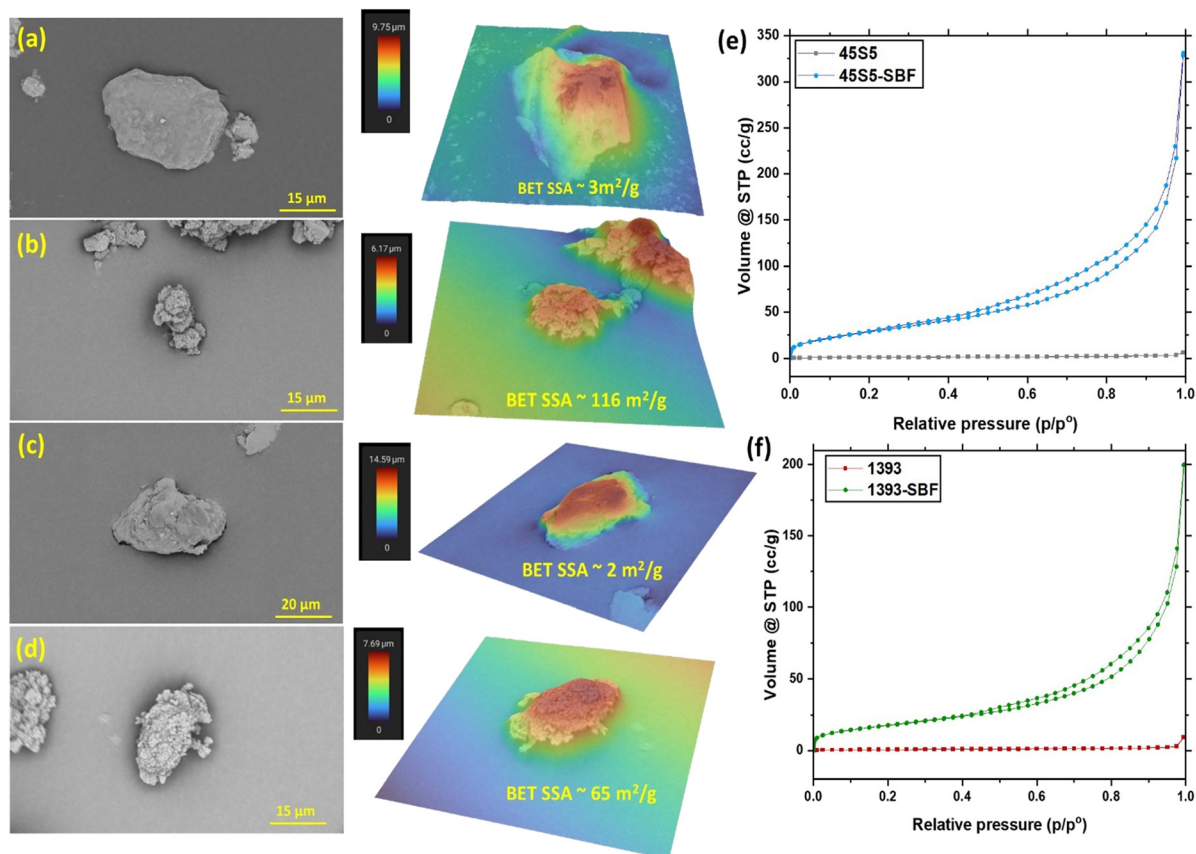 (a)
15 µm
9.75 µm
0
BET SSA ~ 3m²/g
(b)
15 µm
6.17 µm
0
BET SSA ~ 116 m²/g
(c)
20 µm
14.59 µm
0
BET SSA ~ 2 m²/g
(d)
15 µm
7.69 µm
0
BET SSA ~ 65 m²/g
(e)
45S5
45S5-SBF
Volume @ STP (cc/g)
350
300
250
200
150
100
50
0
0.0 0.2 0.4 0.6 0.8 1.0
Relative pressure (p/pº)
(f)
1393
1393-SBF
Volume @ STP (cc/g)
200
150
100
50
0
0.0 0.2 0.4 0.6 0.8 1.0
Relative pressure (p/pº)